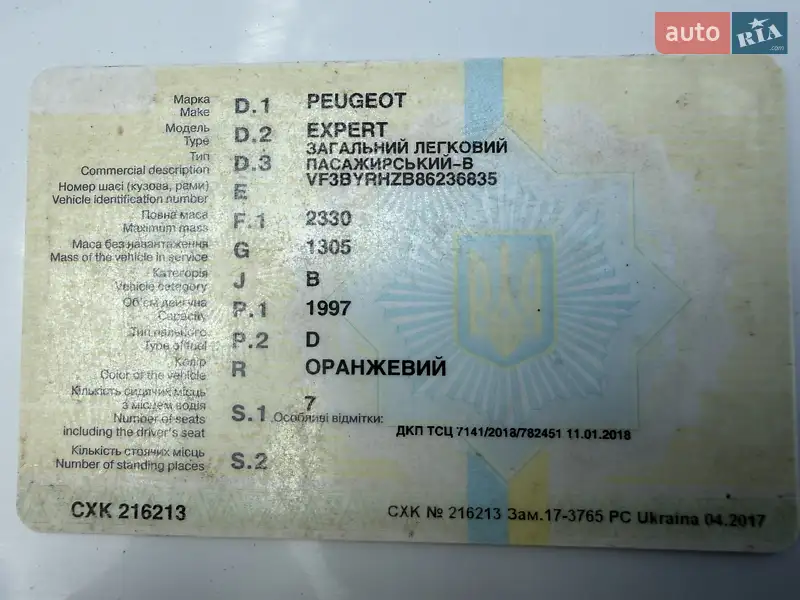 auto RIA .com
Марка D.1 PEUGEOT
Make
Модель D.2 EXPERT
Type
Тип D.3 ЗАГАЛЬНИЙ ЛЕГКОВИЙ
Commercial description ПАСАЖИРСЬКИЙ-В
Номер шасі (кузова, рами) E VF3BYRHZB86236835
Vehicle identification number
Повна маса F.1 2330
Maximum mass
Маса без навантаження G 1305
Mass of the vehicle in service
Категорія J B
Vehicle category
Об'єм двигуна P.1 1997
Capacity
Тип пального P.2 D
Type of fuel
Колір R ОРАНЖЕВИЙ
Color of the vehicle
Кількість сидячих місць
з місцем водія S.1 7
Number of seats Особливі відмітки:
including the driver's seat ДКП ТСЦ 7141/2018/782451 11.01.2018
Кількість стоячих місць S.2
Number of standing places
СХК 216213
СХК № 216213 Зам.17-3765 PC Ukraina 04.2017